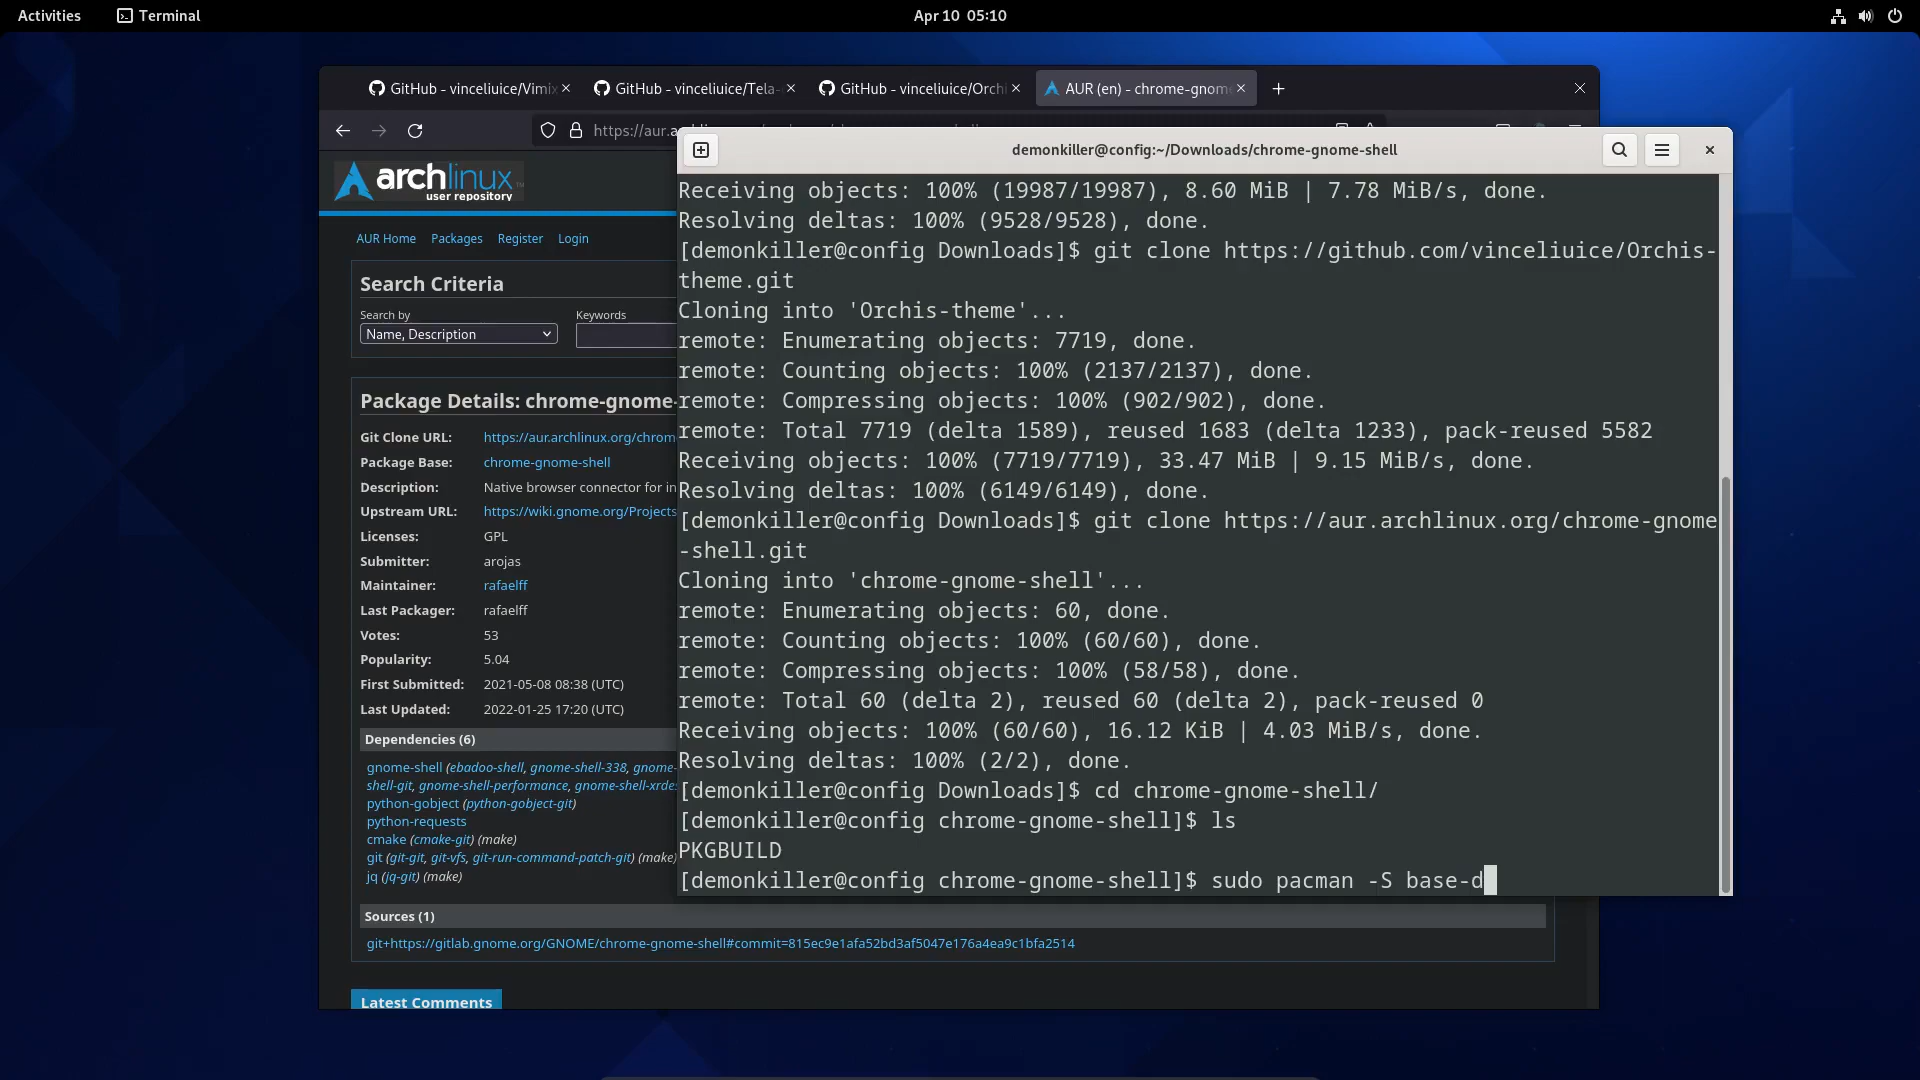 Activities
Terminal
Apr 10 05:10
GitHub - vinceliuice/Vimix
GitHub - vinceliuice/Tela-
GitHub - vinceliuice/Orchi
AUR (en) - chrome-gnome
https://aur.a
archlinux
user repository
AUR Home Packages Register Login
Search Criteria
Search by
Keywords
Name, Description
Package Details: chrome-gnome-
Git Clone URL: https://aur.archlinux.org/chrom
Package Base: chrome-gnome-shell
Description: Native browser connector for in
Upstream URL: https://wiki.gnome.org/Projects
Licenses: GPL
Submitter: arojas
Maintainer: rafaelff
Last Packager: rafaelff
Votes: 53
Popularity: 5.04
First Submitted: 2021-05-08 08:38 (UTC)
Last Updated: 2022-01-25 17:20 (UTC)
Dependencies (6)
gnome-shell (ebadoo-shell, gnome-shell-338, gnome-
shell-git, gnome-shell-performance, gnome-shell-xrdes
python-gobject (python-gobject-git)
python-requests
cmake (cmake-git) (make)
git (git-git, git-vfs, git-run-command-patch-git) (make)
jq (jq-git) (make)
Sources (1)
git+https://gitlab.gnome.org/GNOME/chrome-gnome-shell#commit=815ec9e1afa52bd3af5047e176a4ea9c1bfa2514
Latest Comments
demonkiller@config:~/Downloads/chrome-gnome-shell
Receiving objects: 100% (19987/19987), 8.60 MiB | 7.78 MiB/s, done.
Resolving deltas: 100% (9528/9528), done.
[demonkiller@config Downloads]$ git clone https://github.com/vinceliuice/Orchis-
theme.git
Cloning into 'Orchis-theme'...
remote: Enumerating objects: 7719, done.
remote: Counting objects: 100% (2137/2137), done.
remote: Compressing objects: 100% (902/902), done.
remote: Total 7719 (delta 1589), reused 1683 (delta 1233), pack-reused 5582
Receiving objects: 100% (7719/7719), 33.47 MiB | 9.15 MiB/s, done.
Resolving deltas: 100% (6149/6149), done.
[demonkiller@config Downloads]$ git clone https://aur.archlinux.org/chrome-gnome
-shell.git
Cloning into 'chrome-gnome-shell'...
remote: Enumerating objects: 60, done.
remote: Counting objects: 100% (60/60), done.
remote: Compressing objects: 100% (58/58), done.
remote: Total 60 (delta 2), reused 60 (delta 2), pack-reused 0
Receiving objects: 100% (60/60), 16.12 KiB | 4.03 MiB/s, done.
Resolving deltas: 100% (2/2), done.
[demonkiller@config Downloads]$ cd chrome-gnome-shell/
[demonkiller@config chrome-gnome-shell]$ ls
PKGBUILD
[demonkiller@config chrome-gnome-shell]$ sudo pacman -S base-d